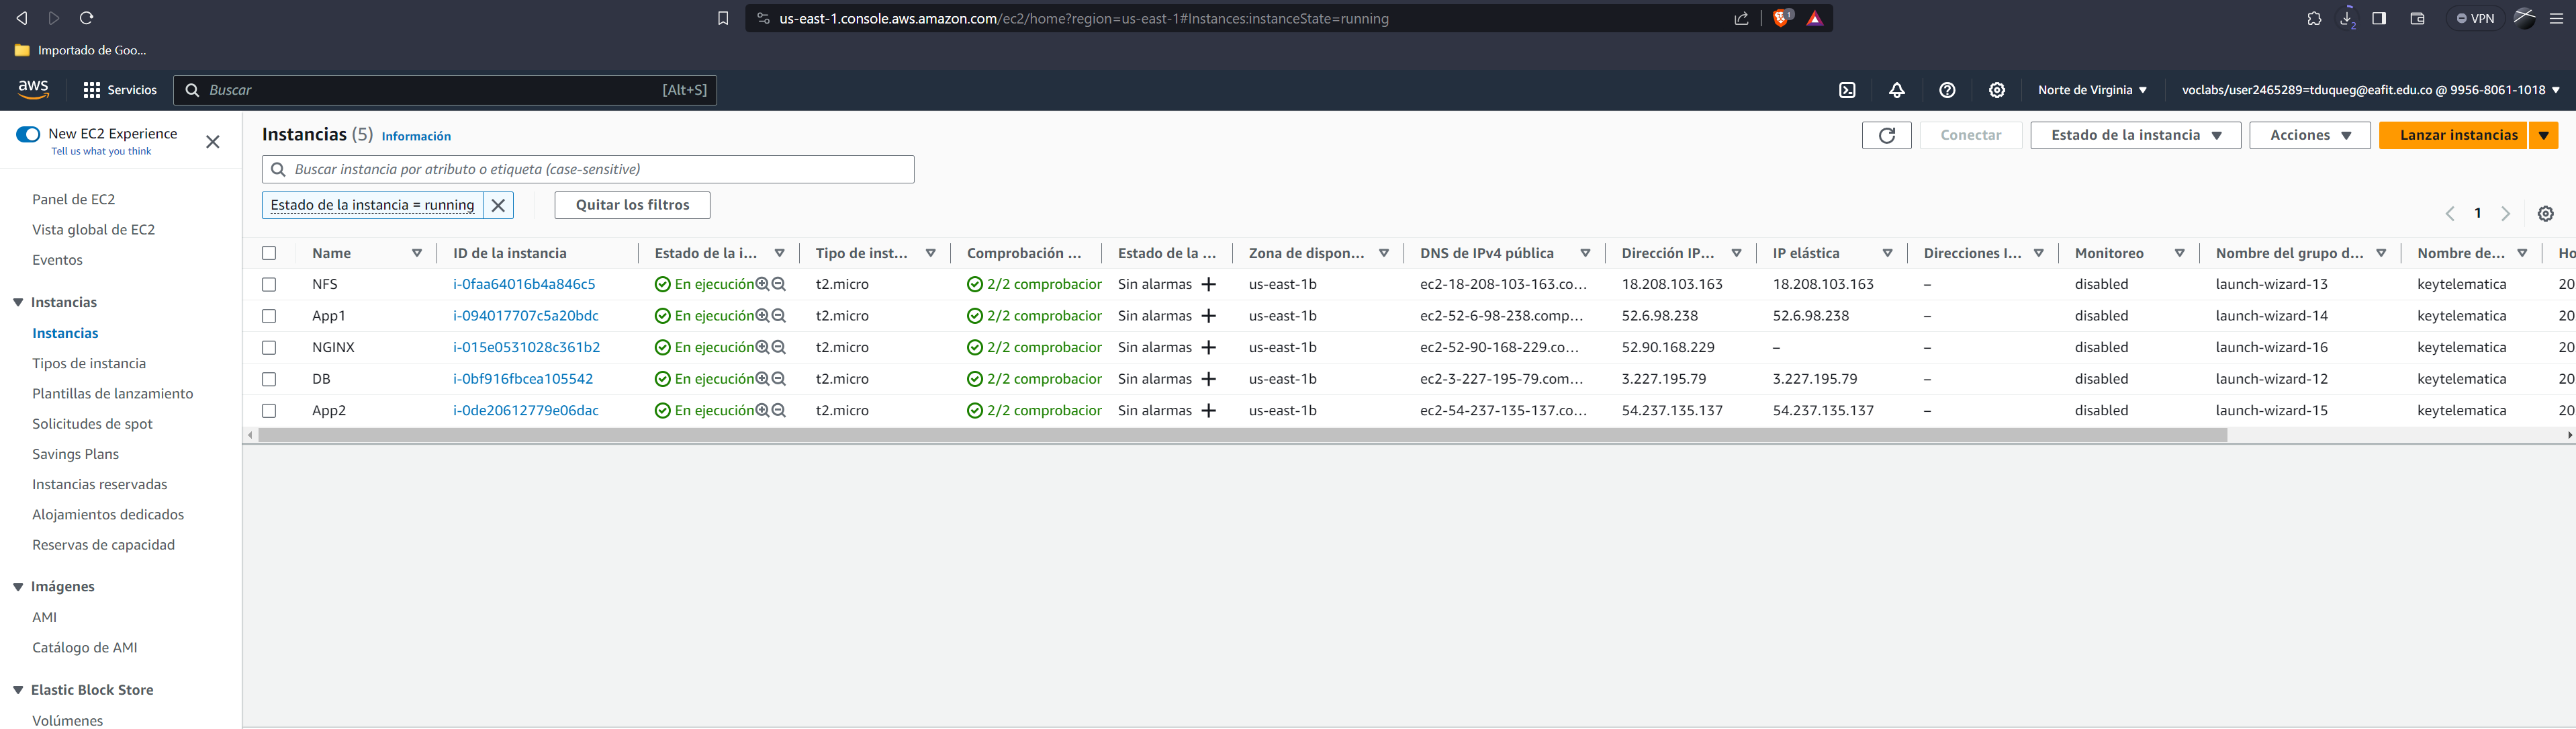 us-east-1.console.aws.amazon.com/ec2/home?region=us-east-1#Instances:instanceState=running
1
2
VPN
Importado de Goo...
aws
Servicios
Buscar
[Alt+S]
Norte de Virginia
voclabs/user2465289=tduqueg@eafit.edu.co @ 9956-8061-1018
New EC2 Experience
Tell us what you think
Panel de EC2
Vista global de EC2
Eventos
Instancias
Instancias
Tipos de instancia
Plantillas de lanzamiento
Solicitudes de spot
Savings Plans
Instancias reservadas
Alojamientos dedicados
Reservas de capacidad
Imágenes
AMI
Catálogo de AMI
Elastic Block Store
Volúmenes
Instancias (5) Información
Conectar
Estado de la instancia
Acciones
Lanzar instancias
Buscar instancia por atributo o etiqueta (case-sensitive)
Estado de la instancia = running
Quitar los filtros
1
Name ID de la instancia Estado de la i... Tipo de inst... Comprobación ... Estado de la ... Zona de dispon... DNS de IPv4 pública Dirección IP... IP elástica Direcciones I... Monitoreo Nombre del grupo d... Nombre de... Ho
NFS i-0faa64016b4a846c5 En ejecución t2.micro 2/2 comprobacior Sin alarmas us-east-1b ec2-18-208-103-163.co... 18.208.103.163 18.208.103.163 – disabled launch-wizard-13 keytelematica 20
App1 i-094017707c5a20bdc En ejecución t2.micro 2/2 comprobacior Sin alarmas us-east-1b ec2-52-6-98-238.comp... 52.6.98.238 52.6.98.238 – disabled launch-wizard-14 keytelematica 20
NGINX i-015e0531028c361b2 En ejecución t2.micro 2/2 comprobacior Sin alarmas us-east-1b ec2-52-90-168-229.co... 52.90.168.229 – – disabled launch-wizard-16 keytelematica 20
DB i-0bf916fbcea105542 En ejecución t2.micro 2/2 comprobacior Sin alarmas us-east-1b ec2-3-227-195-79.com... 3.227.195.79 3.227.195.79 – disabled launch-wizard-12 keytelematica 20
App2 i-0de20612779e06dac En ejecución t2.micro 2/2 comprobacior Sin alarmas us-east-1b ec2-54-237-135-137.co... 54.237.135.137 54.237.135.137 – disabled launch-wizard-15 keytelematica 20